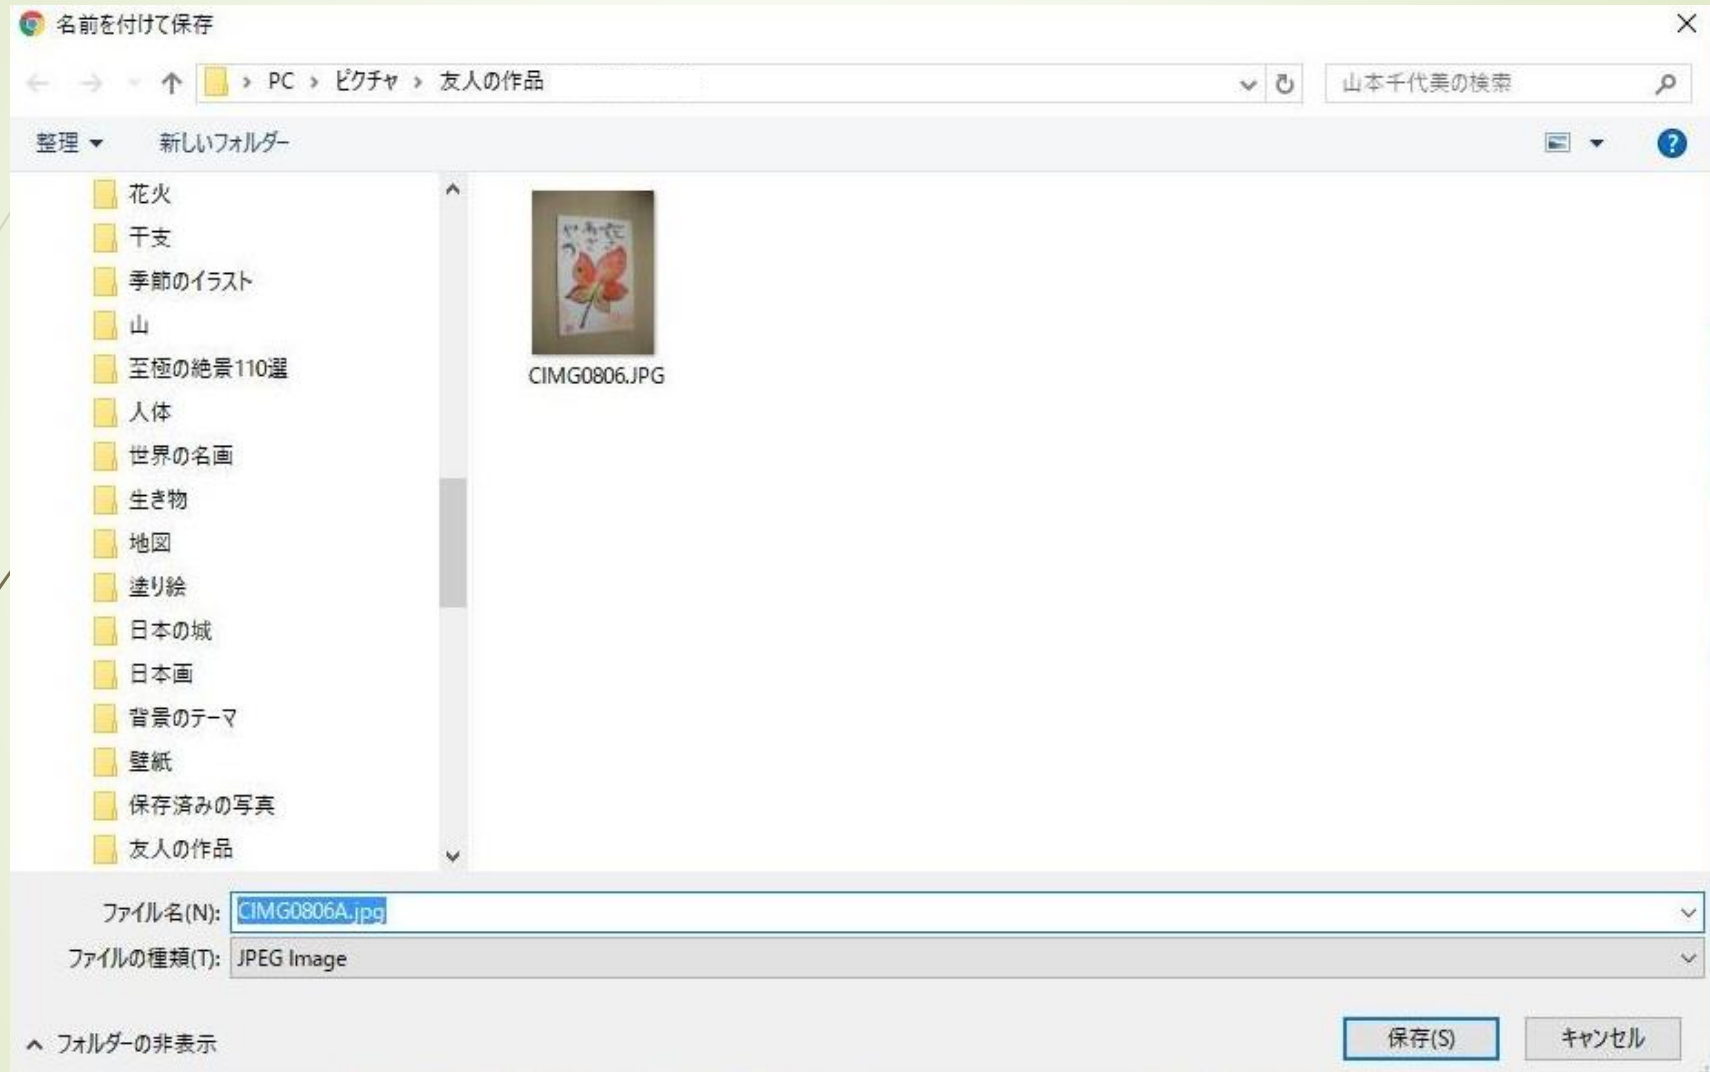 名前を付けて保存
PC › ピクチャ › 友人の作品
山本千代美の検索
整理
新しいフォルダー
花火
干支
季節のイラスト
山
至極の絶景110選
人体
世界の名画
生き物
地図
塗り絵
日本の城
日本画
背景のテーマ
壁紙
保存済みの写真
友人の作品
CIMG0806.JPG
ファイル名(N): CIMG0806A.jpg
ファイルの種類(T): JPEG Image
フォルダーの非表示
保存(S)
キャンセル